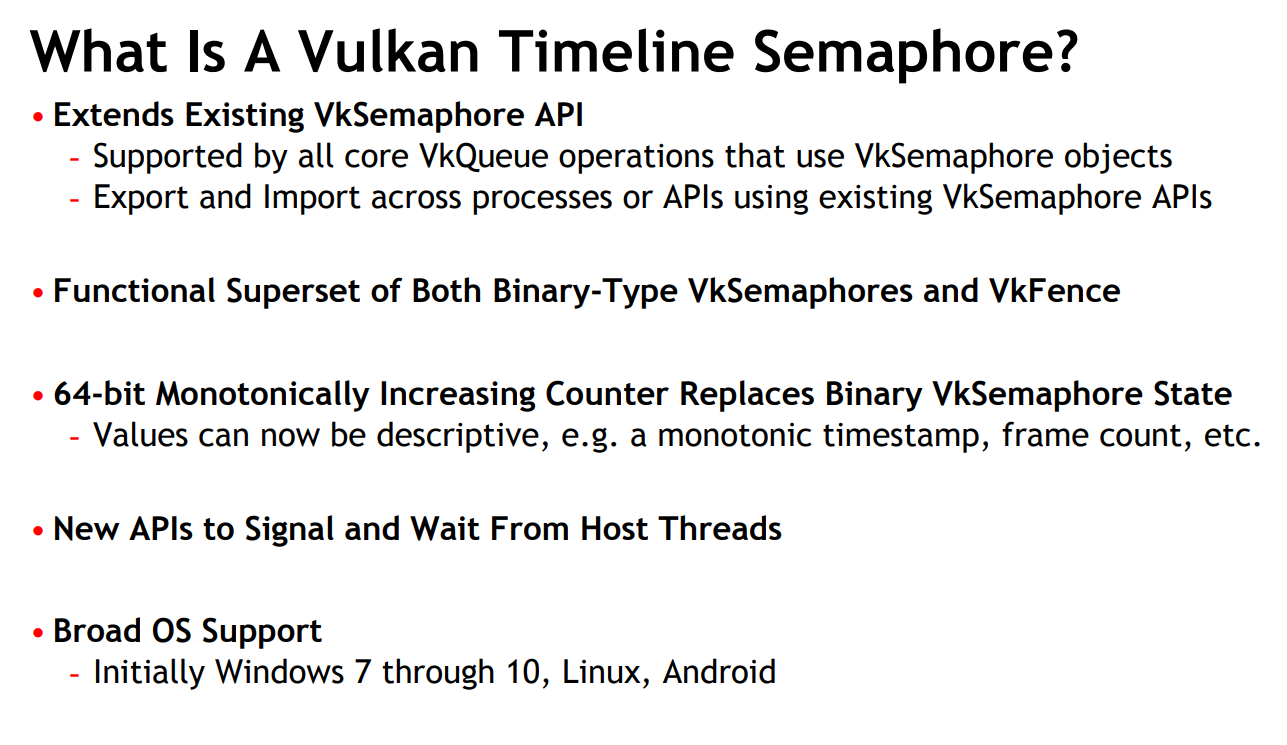 What Is A Vulkan Timeline Semaphore?
• Extends Existing VkSemaphore API
- Supported by all core VkQueue operations that use VkSemaphore objects
- Export and Import across processes or APIs using existing VkSemaphore APIs
• Functional Superset of Both Binary-Type VkSemaphores and VkFence
• 64-bit Monotonically Increasing Counter Replaces Binary VkSemaphore State
- Values can now be descriptive, e.g. a monotonic timestamp, frame count, etc.
• New APIs to Signal and Wait From Host Threads
• Broad OS Support
- Initially Windows 7 through 10, Linux, Android